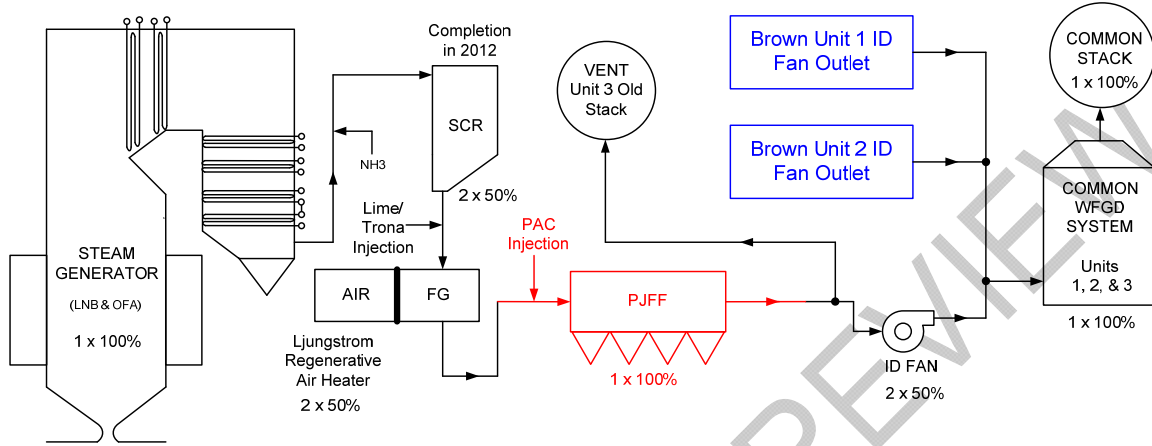 STEAM
GENERATOR
(LNB & OFA)
1 x 100%
Completion
in 2012
SCR
NH3
2 x 50%
Lime/
Trona
Injection
AIR
FG
Ljungstrom
Regenerative
Air Heater
2 x 50%
PAC
Injection
PJFF
1 x 100%
VENT
Unit 3 Old
Stack
Brown Unit 1 ID
Fan Outlet
Brown Unit 2 ID
Fan Outlet
ID FAN
2 x 50%
COMMON
STACK
1 x 100%
COMMON
WFGD
SYSTEM
Units
1, 2, & 3
1 x 100%
PREVIEW